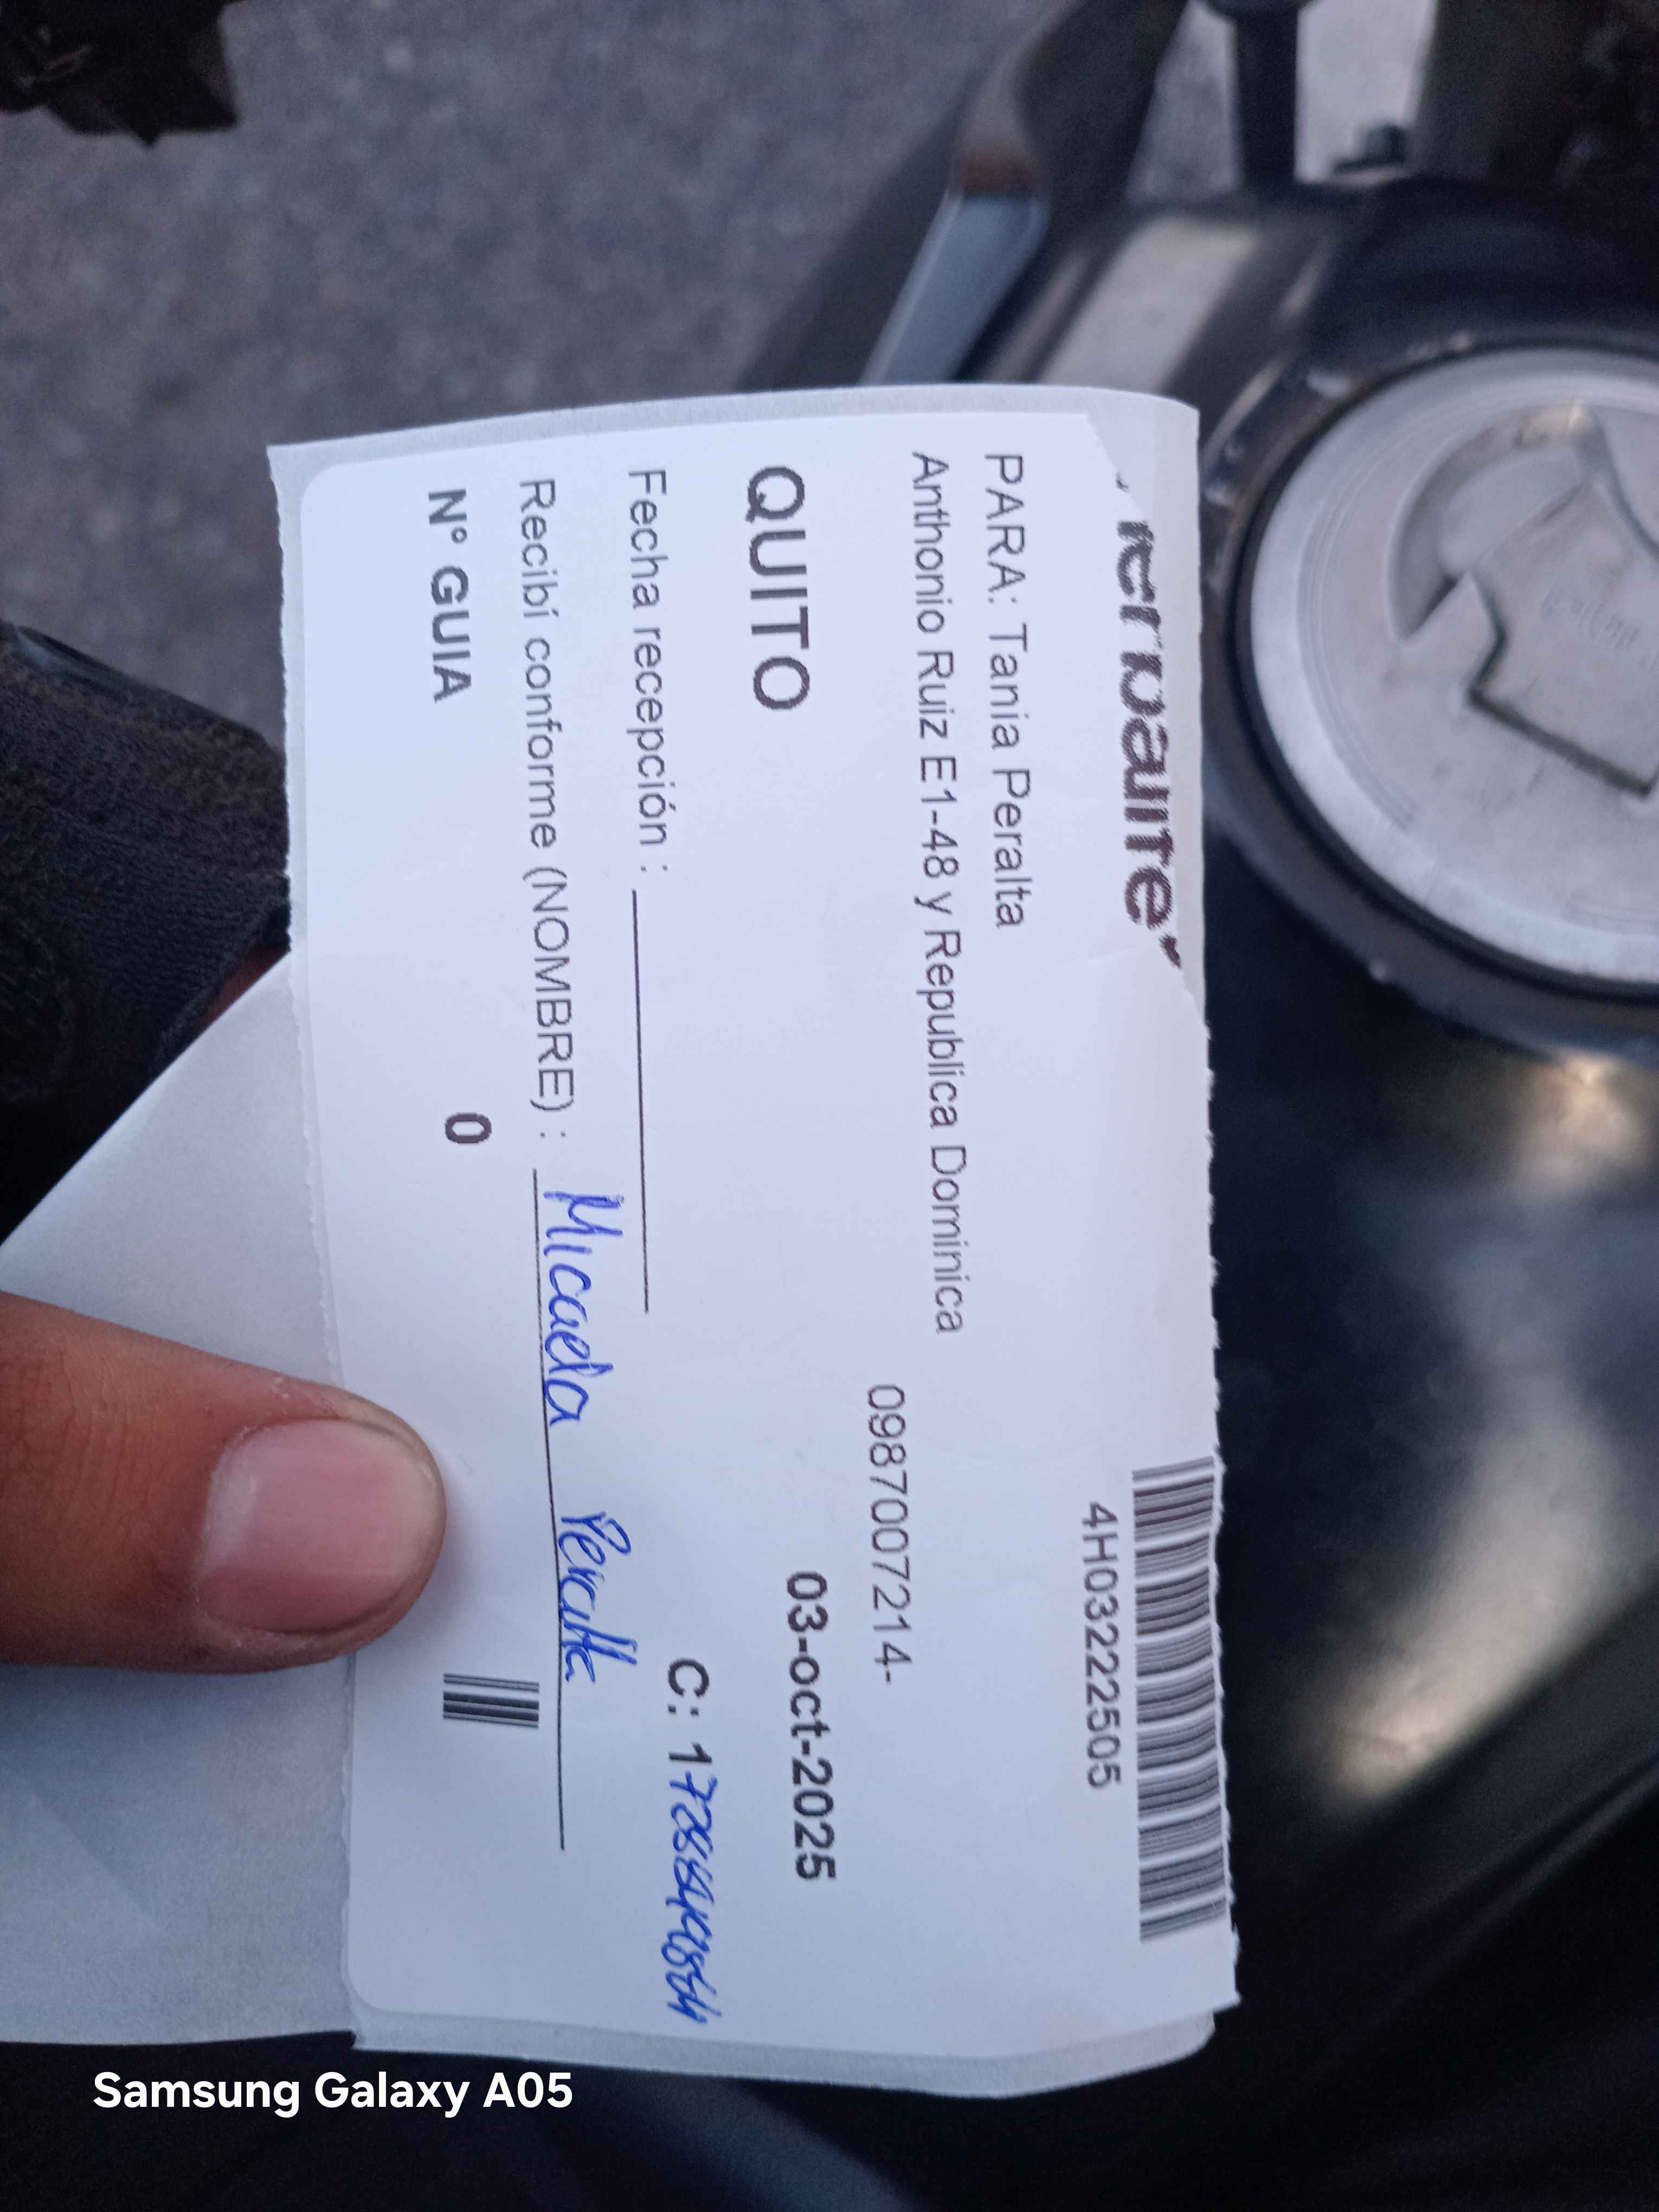 4H03222505
PARA: Tania Peralta
Anthonio Ruiz E1-48 y Republica Dominica
0987007214-
QUITO 03-oct-2025
Fecha recepción :
C: 17
Recibí conforme (NOMBRE) : Micaela Peralta
N° GUIA 0
Samsung Galaxy A05